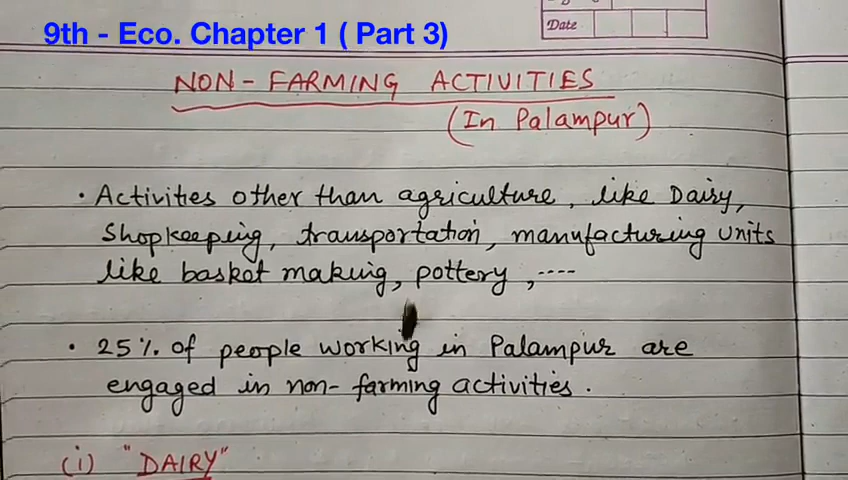 9th - Eco. Chapter 1 ( Part 3)
Date
NON-FARMING ACTIVITIES
(In Palampur)
• Activities other than agriculture, like Dairy,
Shopkeeping, transportation, manufacturing units
like basket making, pottery, ----
• 25% of people working in Palampur are
engaged in non-farming activities.
(i) "DAIRY"